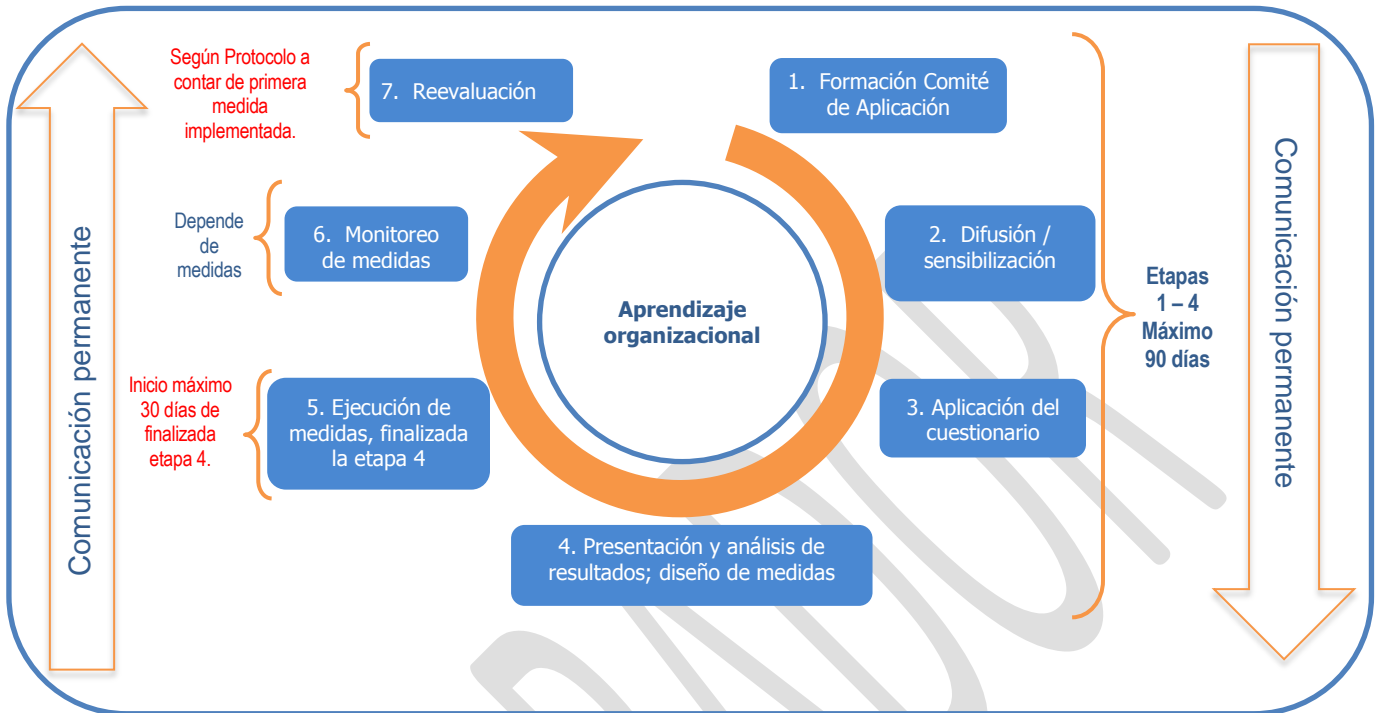 Comunicación permanente
Según Protocolo a
contar de primera
medida
implementada.
7. Reevaluación
1. Formación Comité
de Aplicación
Depende
de
medidas
6. Monitoreo
de medidas
2. Difusión /
sensibilización
Aprendizaje
organizacional
Etapas
1 – 4
Máximo
90 días
Inicio máximo
30 días de
finalizada
etapa 4.
5. Ejecución de
medidas, finalizada
la etapa 4
3. Aplicación del
cuestionario
4. Presentación y análisis de
resultados; diseño de medidas
Comunicación permanente